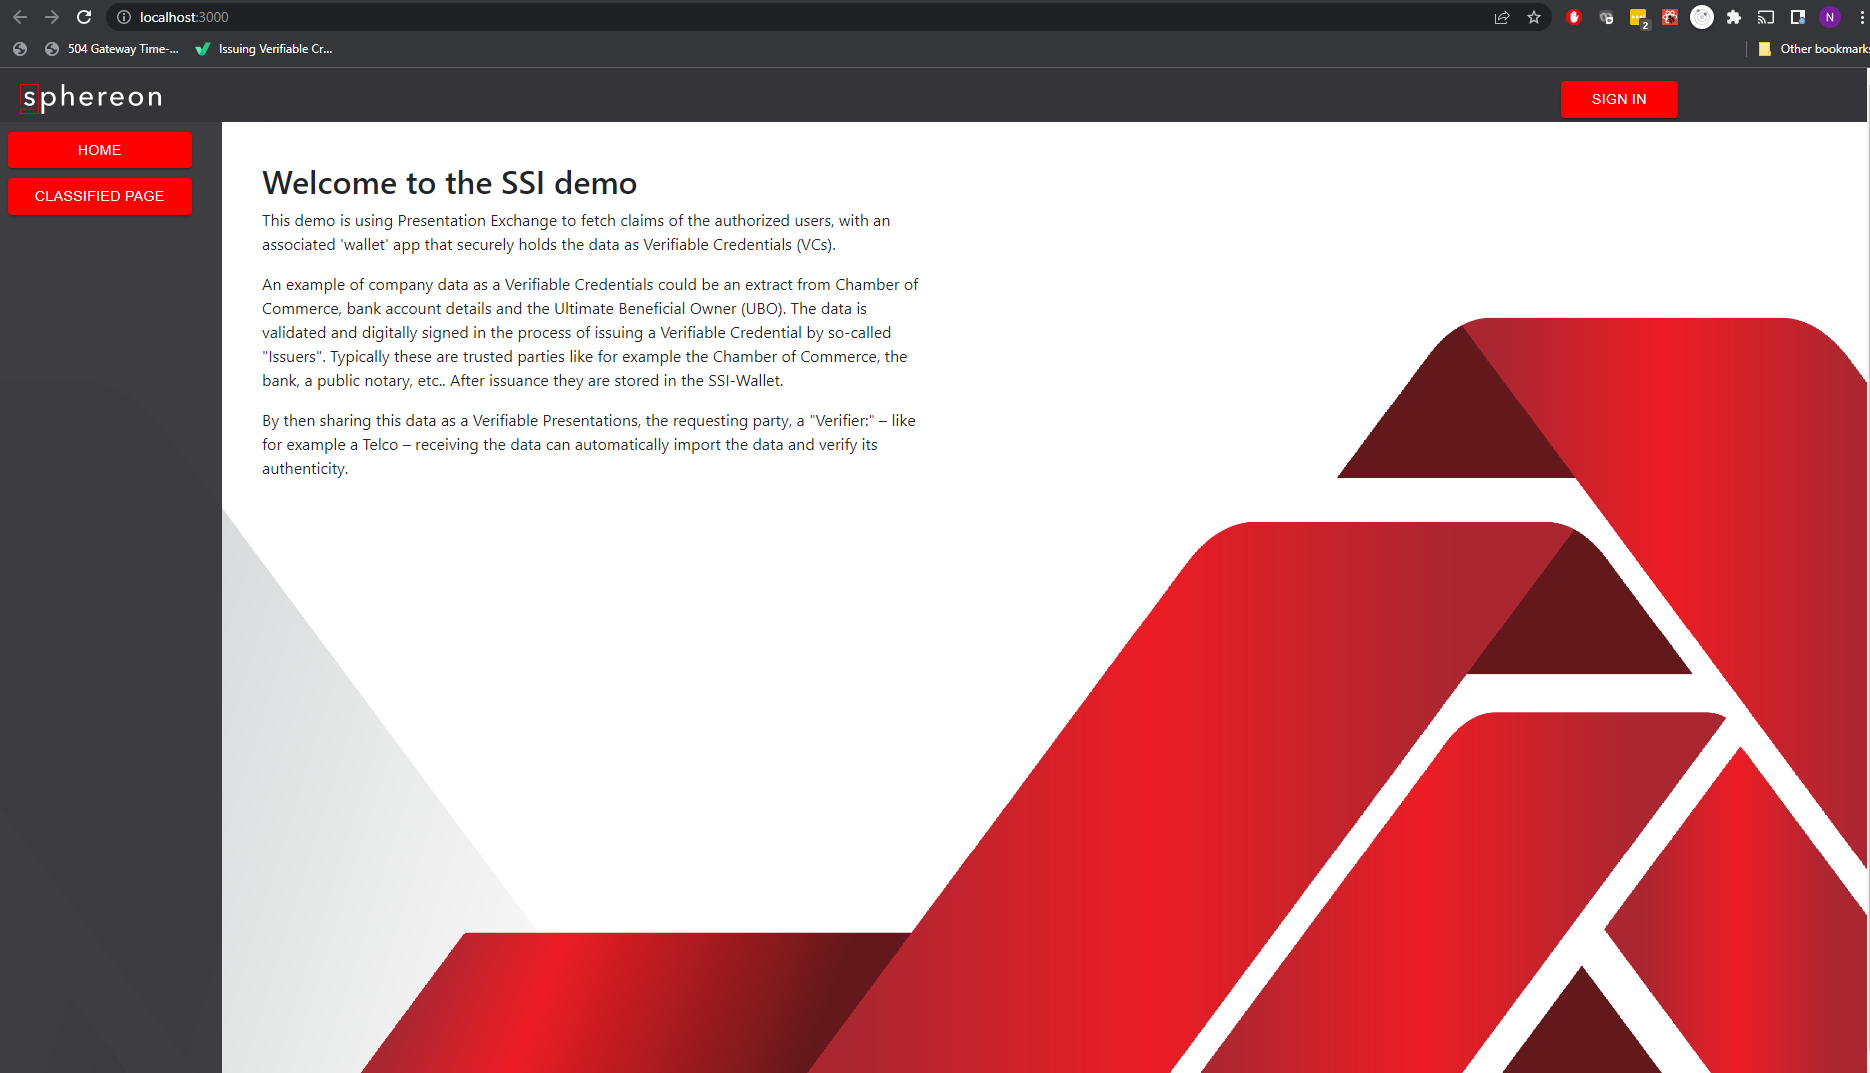 localhost:3000
2
N
504 Gateway Time-...
Issuing Verifiable Cr...
Other bookmarks
sphereon
SIGN IN
HOME
CLASSIFIED PAGE
Welcome to the SSI demo
This demo is using Presentation Exchange to fetch claims of the authorized users, with an
associated 'wallet' app that securely holds the data as Verifiable Credentials (VCs).
An example of company data as a Verifiable Credentials could be an extract from Chamber of
Commerce, bank account details and the Ultimate Beneficial Owner (UBO). The data is
validated and digitally signed in the process of issuing a Verifiable Credential by so-called
"Issuers". Typically these are trusted parties like for example the Chamber of Commerce, the
bank, a public notary, etc.. After issuance they are stored in the SSI-Wallet.
By then sharing this data as a Verifiable Presentations, the requesting party, a "Verifier:" – like
for example a Telco – receiving the data can automatically import the data and verify its
authenticity.